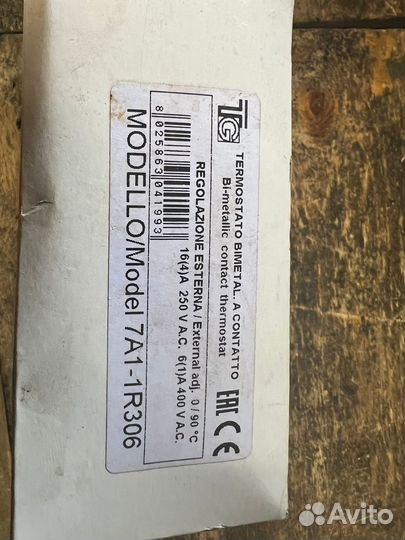 TG
TERMOSTATO BIMETAL. A CONTATTO
Bi-metallic contact thermostat
EAC CE
8 025863 041993
REGOLAZIONE ESTERNA / External adj. 0 / 90 °C
16(4)A 250 V A.C. 6(1)A 400 V A.C.
MODELLO/Model 7A1-1R306
Avito